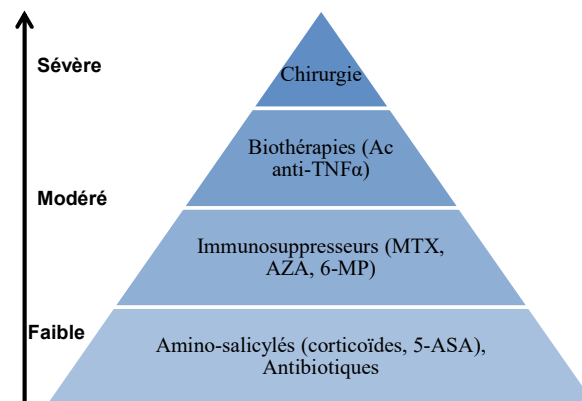 Sévère
Chirurgie
Biothérapies (Ac
anti-TNFα)
Modéré
Immunosuppresseurs (MTX,
AZA, 6-MP)
Faible
Amino-salicylés (corticoïdes, 5-ASA),
Antibiotiques